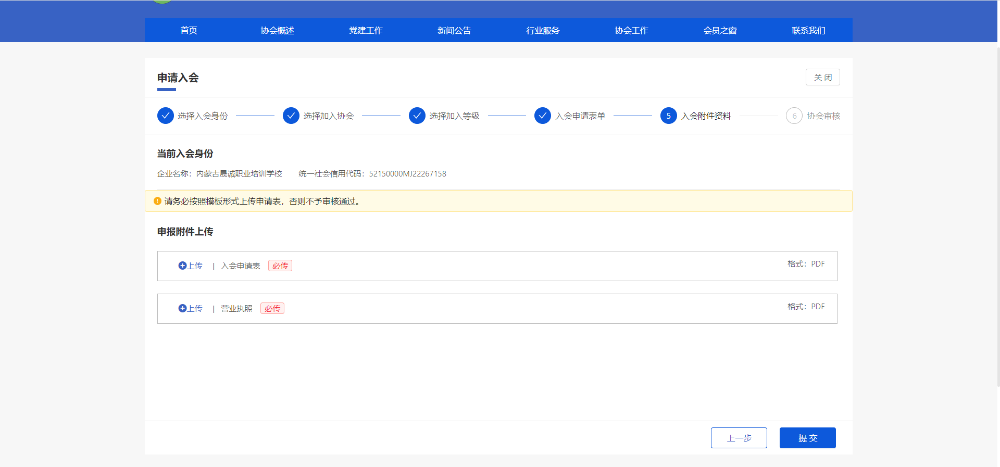 首页 协会概述 党建工作 新闻公告 行业服务 协会工作 会员之窗 联系我们
申请入会 关 闭
选择入会身份 选择加入协会 选择加入等级 入会申请表单 5 入会附件资料 6 协会审核
当前入会身份
企业名称：内蒙古晟诚职业培训学校 统一社会信用代码：52150000MJ22267158
请务必按照模板形式上传申请表，否则不予审核通过。
申报附件上传
上传 | 入会申请表 必传 格式：PDF
上传 | 营业执照 必传 格式：PDF
上一步 提 交